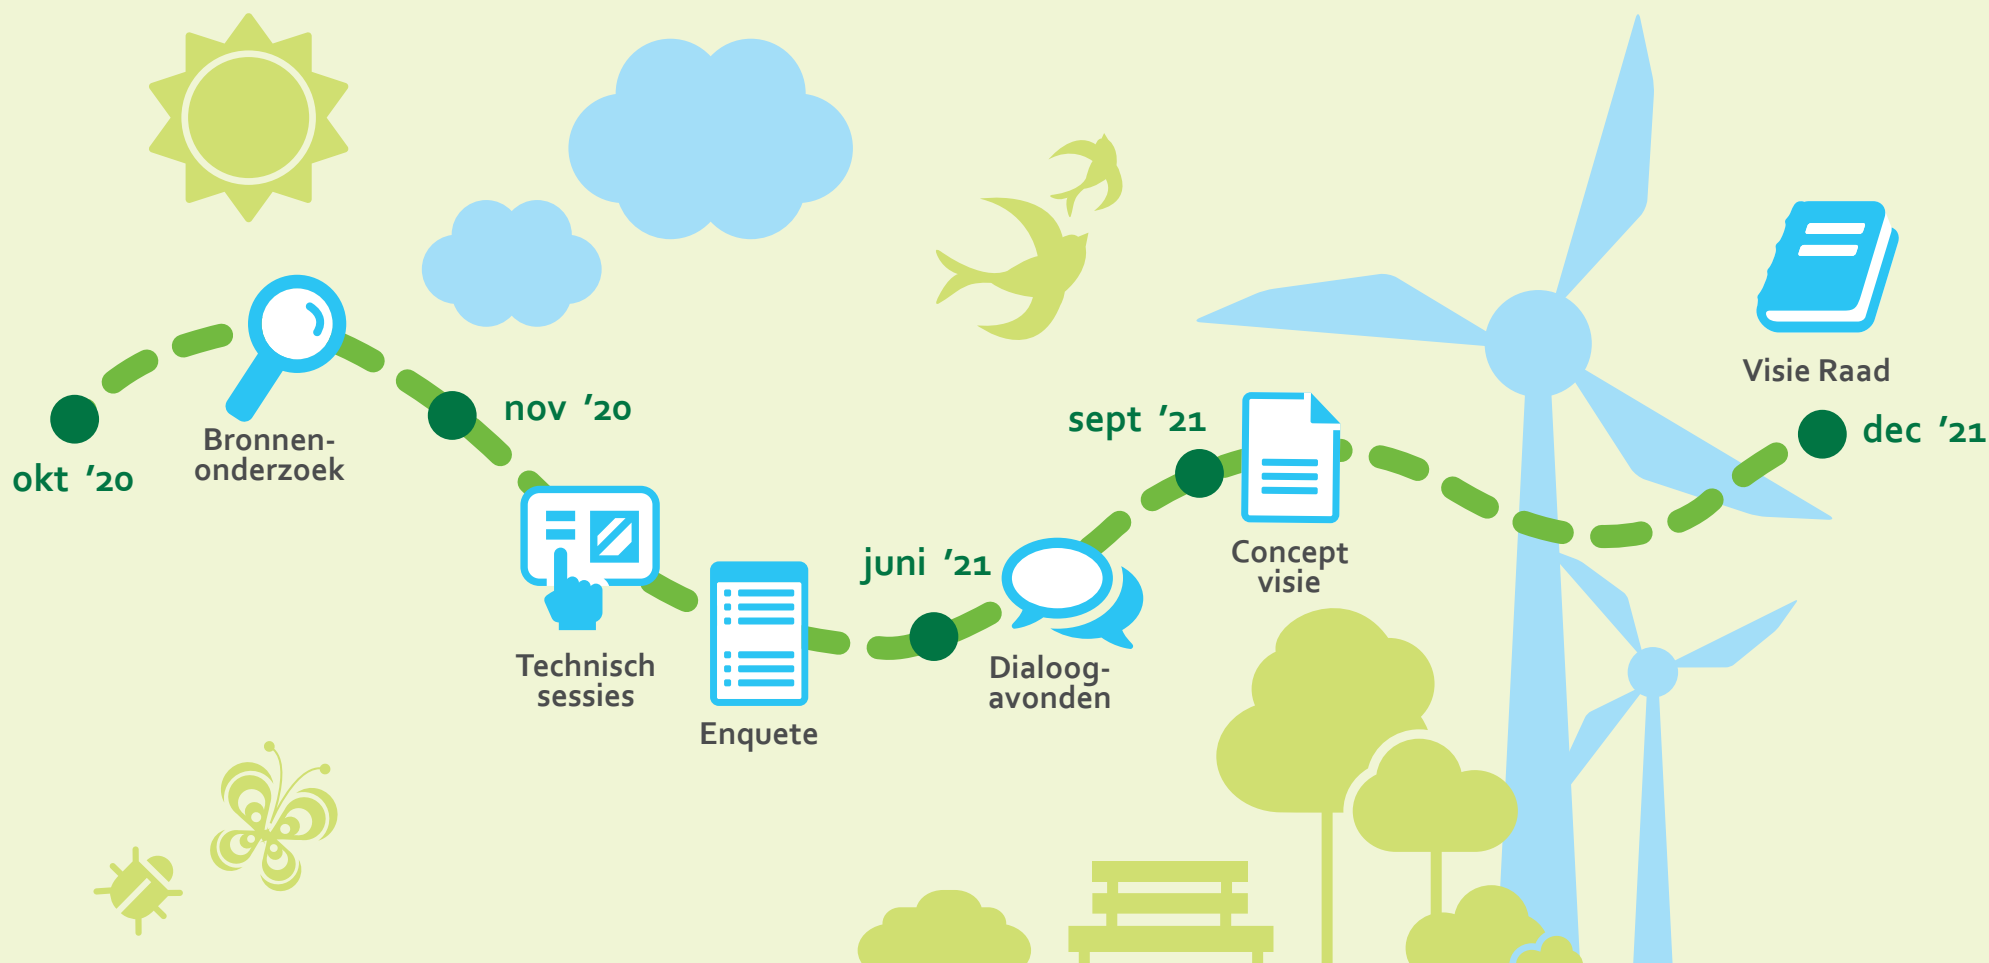 okt '20
Bronnen-
onderzoek
nov '20
Technisch
sessies
Enquete
juni '21
Dialoog-
avonden
sept '21
Concept
visie
Visie Raad
dec '21